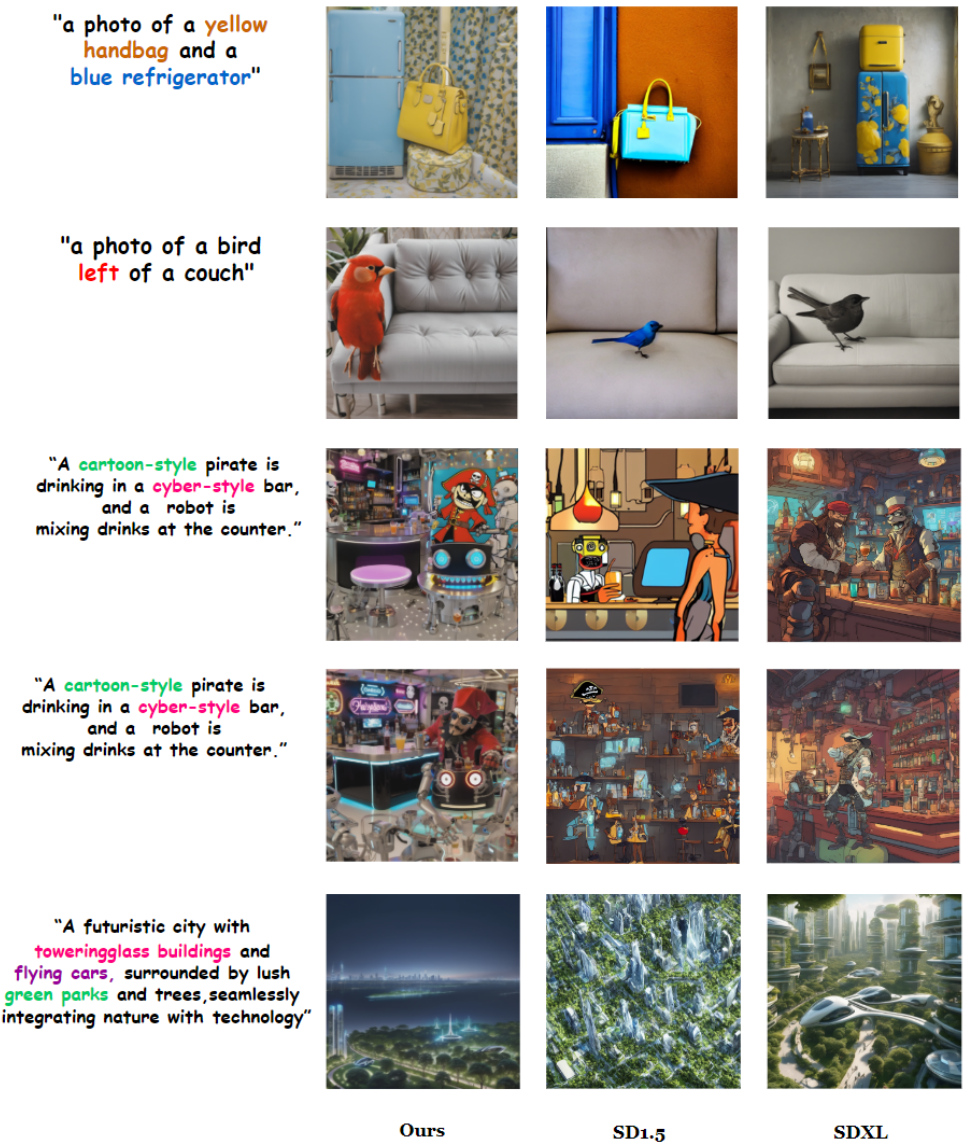 "a photo of a yellow
handbag and a
blue refrigerator"
"a photo of a bird
left of a couch"
“A cartoon-style pirate is
drinking in a cyber-style bar,
and a robot is
mixing drinks at the counter.”
“A cartoon-style pirate is
drinking in a cyber-style bar,
and a robot is
mixing drinks at the counter.”
“A futuristic city with
toweringglass buildings and
flying cars, surrounded by lush
green parks and trees,seamlessly
integrating nature with technology”
Ours
SD1.5
SDXL